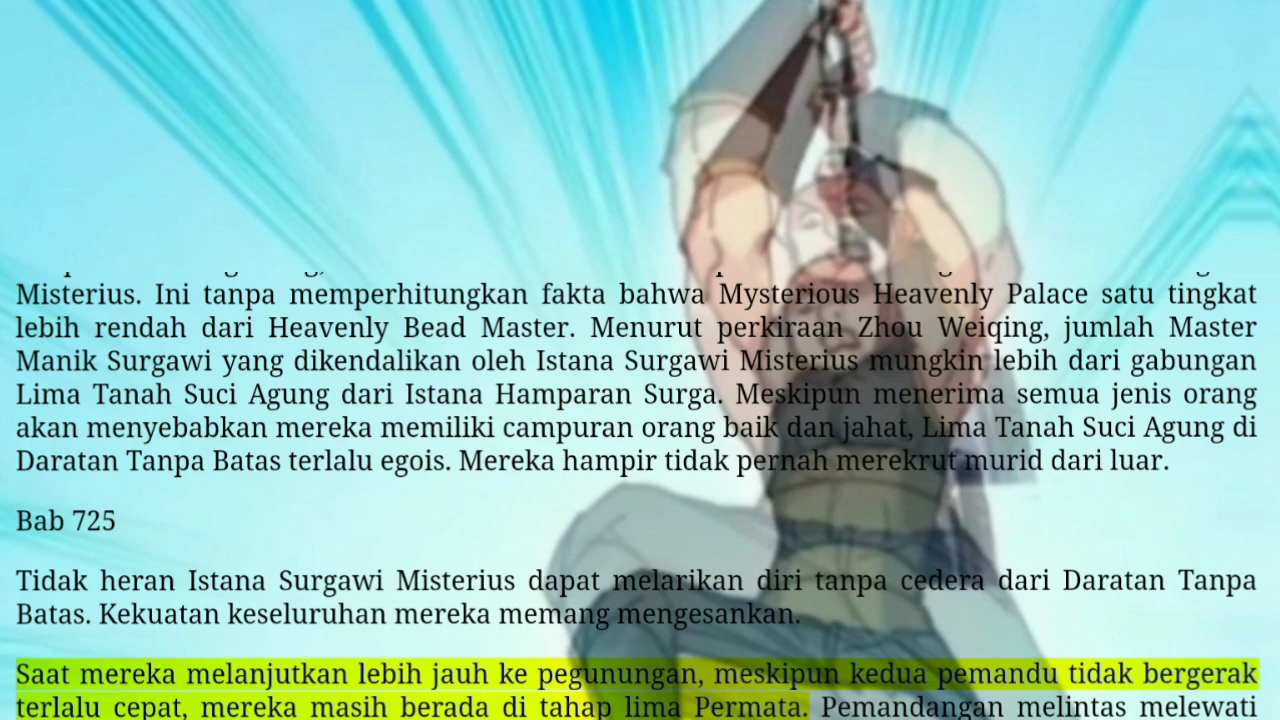 Misterius. Ini tanpa memperhitungkan fakta bahwa Mysterious Heavenly Palace satu tingkat
lebih rendah dari Heavenly Bead Master. Menurut perkiraan Zhou Weiqing, jumlah Master
Manik Surgawi yang dikendalikan oleh Istana Surgawi Misterius mungkin lebih dari gabungan
Lima Tanah Suci Agung dari Istana Hamparan Surga. Meskipun menerima semua jenis orang
akan menyebabkan mereka memiliki campuran orang baik dan jahat, Lima Tanah Suci Agung di
Daratan Tanpa Batas terlalu egois. Mereka hampir tidak pernah merekrut murid dari luar.
Bab 725
Tidak heran Istana Surgawi Misterius dapat melarikan diri tanpa cedera dari Daratan Tanpa
Batas. Kekuatan keseluruhan mereka memang mengesankan.
Saat mereka melanjutkan lebih jauh ke pegunungan, meskipun kedua pemandu tidak bergerak
terlalu cepat, mereka masih berada di tahap lima Permata. Pemandangan melintas melewati